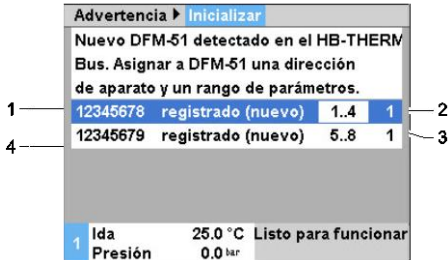 Advertencia ▶ Inicializar
Nuevo DFM-51 detectado en el HB-THERM
Bus. Asignar a DFM-51 una dirección
de aparato y un rango de parámetros.
1 12345678 registrado (nuevo) 1..4 1 2
12345679 registrado (nuevo) 5..8 1 3
4
1 Ida 25.0 °C Listo para funcionar
Presión 0.0 bar